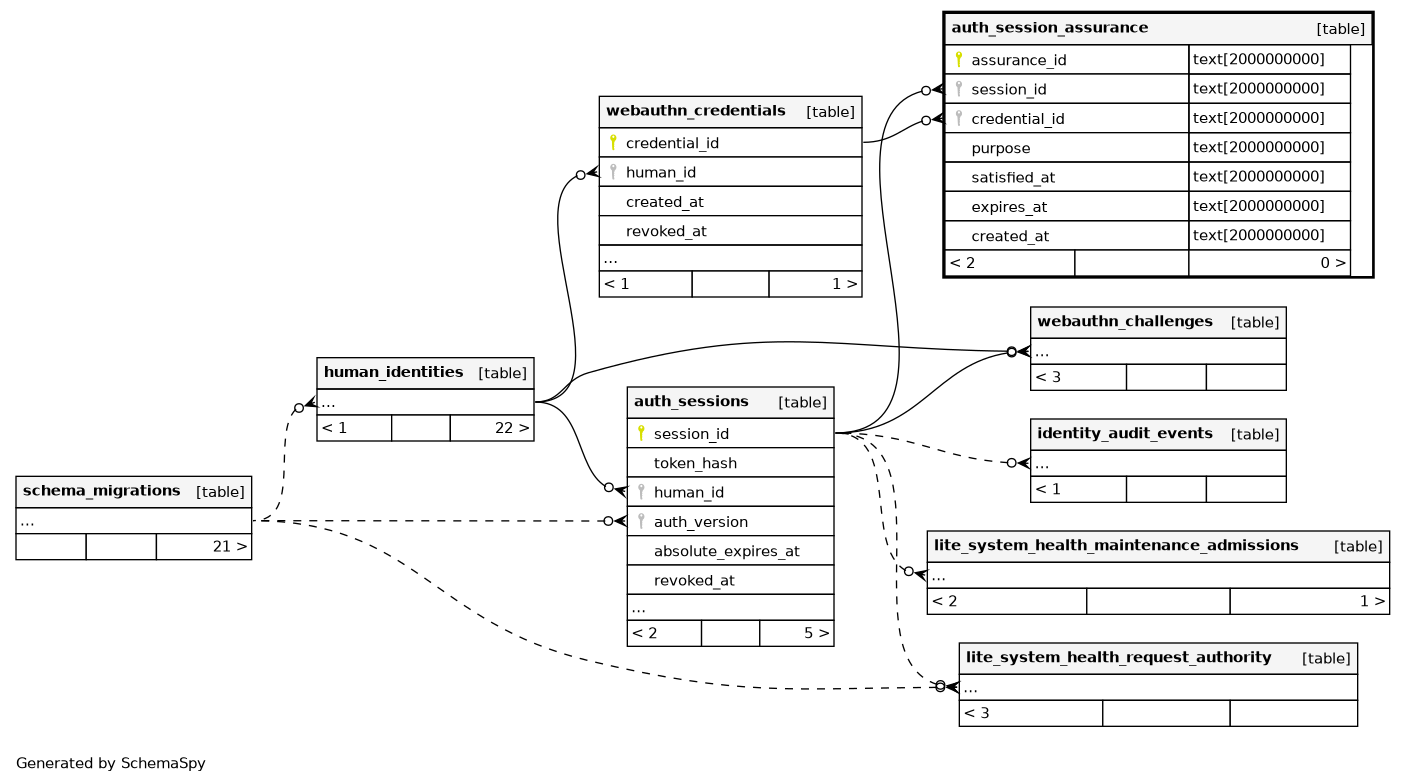 auth_session_assurance [table]
assurance_id text[2000000000]
session_id text[2000000000]
credential_id text[2000000000]
purpose text[2000000000]
satisfied_at text[2000000000]
expires_at text[2000000000]
created_at text[2000000000]
< 2 0 >
webauthn_credentials [table]
credential_id
human_id
created_at
revoked_at
...
< 1 1 >
webauthn_challenges [table]
...
< 3
human_identities [table]
...
< 1 22 >
auth_sessions [table]
session_id
token_hash
human_id
auth_version
absolute_expires_at
revoked_at
...
< 2 5 >
identity_audit_events [table]
...
< 1
schema_migrations [table]
...
21 >
lite_system_health_maintenance_admissions [table]
...
< 2 1 >
lite_system_health_request_authority [table]
...
< 3
Generated by SchemaSpy